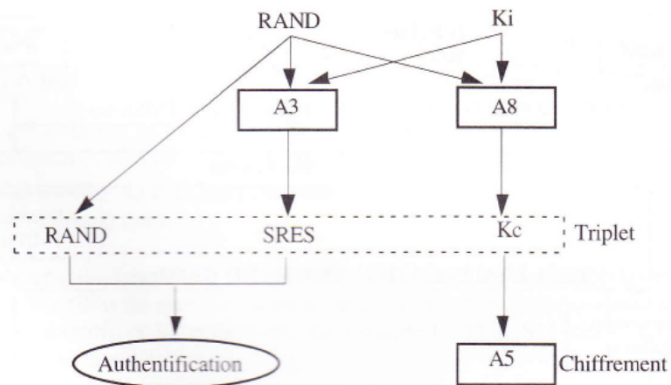 RAND Ki
A3 A8
RAND SRES Kc Triplet
Authentification A5 Chiffrement